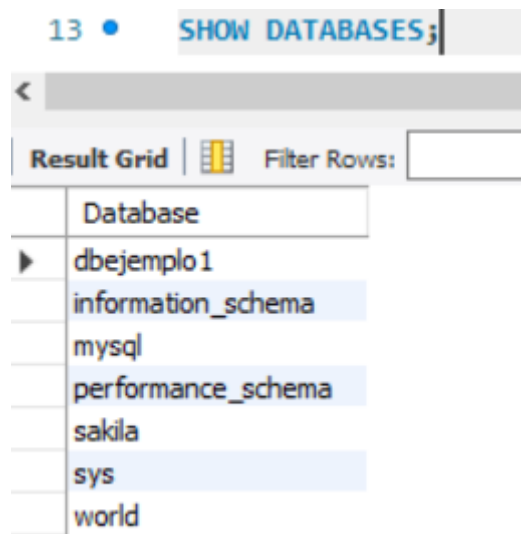 13 SHOW DATABASES;
Result Grid Filter Rows:
Database
dbejemplo1
information_schema
mysql
performance_schema
sakila
sys
world